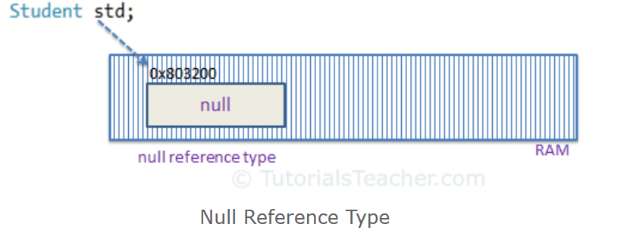 Student std;
0x803200
null
null reference type
RAM
© TutorialsTeacher.com
Null Reference Type